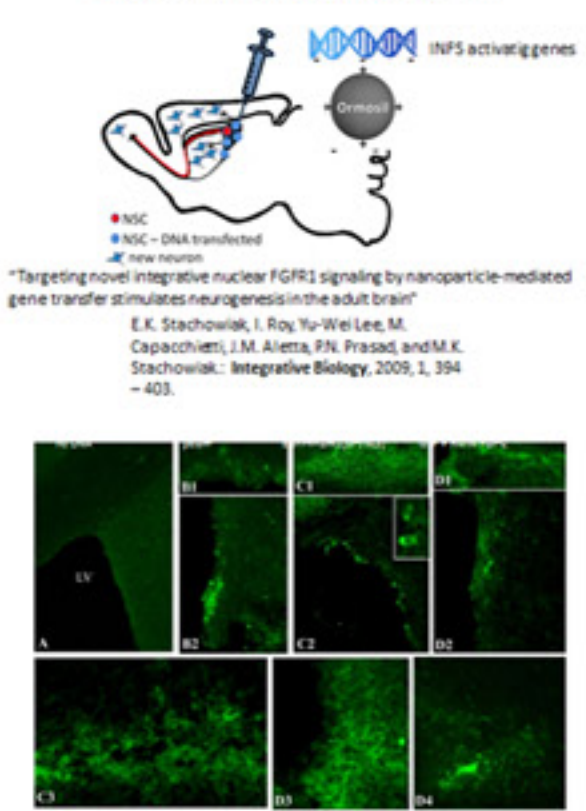 INFS activatig genes
Ormosil
NSC
NSC – DNA transfected
new neuron
"Targeting novel integrative nuclear FGFR1 signaling by nanoparticle-mediated
gene transfer stimulates neurogenesis in the adult brain"
E.K. Stachowiak, I. Roy, Yu-Wei Lee, M.
Capacchietti, J.M. Aletta, P.N. Prasad, and M.K.
Stachowiak.: Integrative Biology, 2009, 1, 394
– 403.
B1
C1
D1
LV
A
B2
C2
D2
C3
D3
D4